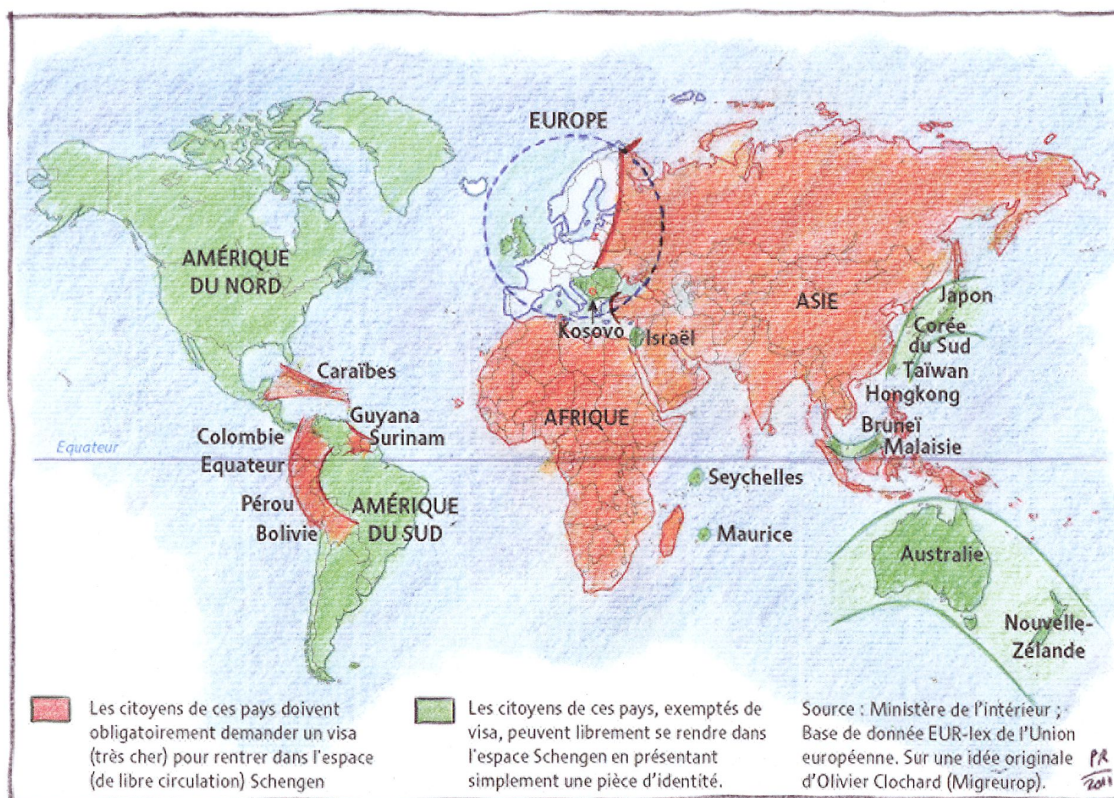 EUROPE
AMÉRIQUE
DU NORD
ASIE
Japon
Kosovo
Israël
Corée
du Sud
Caraïbes
Taïwan
Hongkong
Guyana
AFRIQUE
Bruneï
Colombie
Surinam
Malaisie
Equateur
Equateur
Seychelles
Pérou
AMÉRIQUE
DU SUD
Bolivie
Maurice
Australie
Nouvelle-
Zélande
Les citoyens de ces pays doivent
obligatoirement demander un visa
(très cher) pour rentrer dans l'espace
(de libre circulation) Schengen
Les citoyens de ces pays, exemptés de
visa, peuvent librement se rendre dans
l'espace Schengen en présentant
simplement une pièce d'identité.
Source : Ministère de l'intérieur ;
Base de donnée EUR-lex de l'Union
européenne. Sur une idée originale
d'Olivier Clochard (Migreurop).
PR
2011